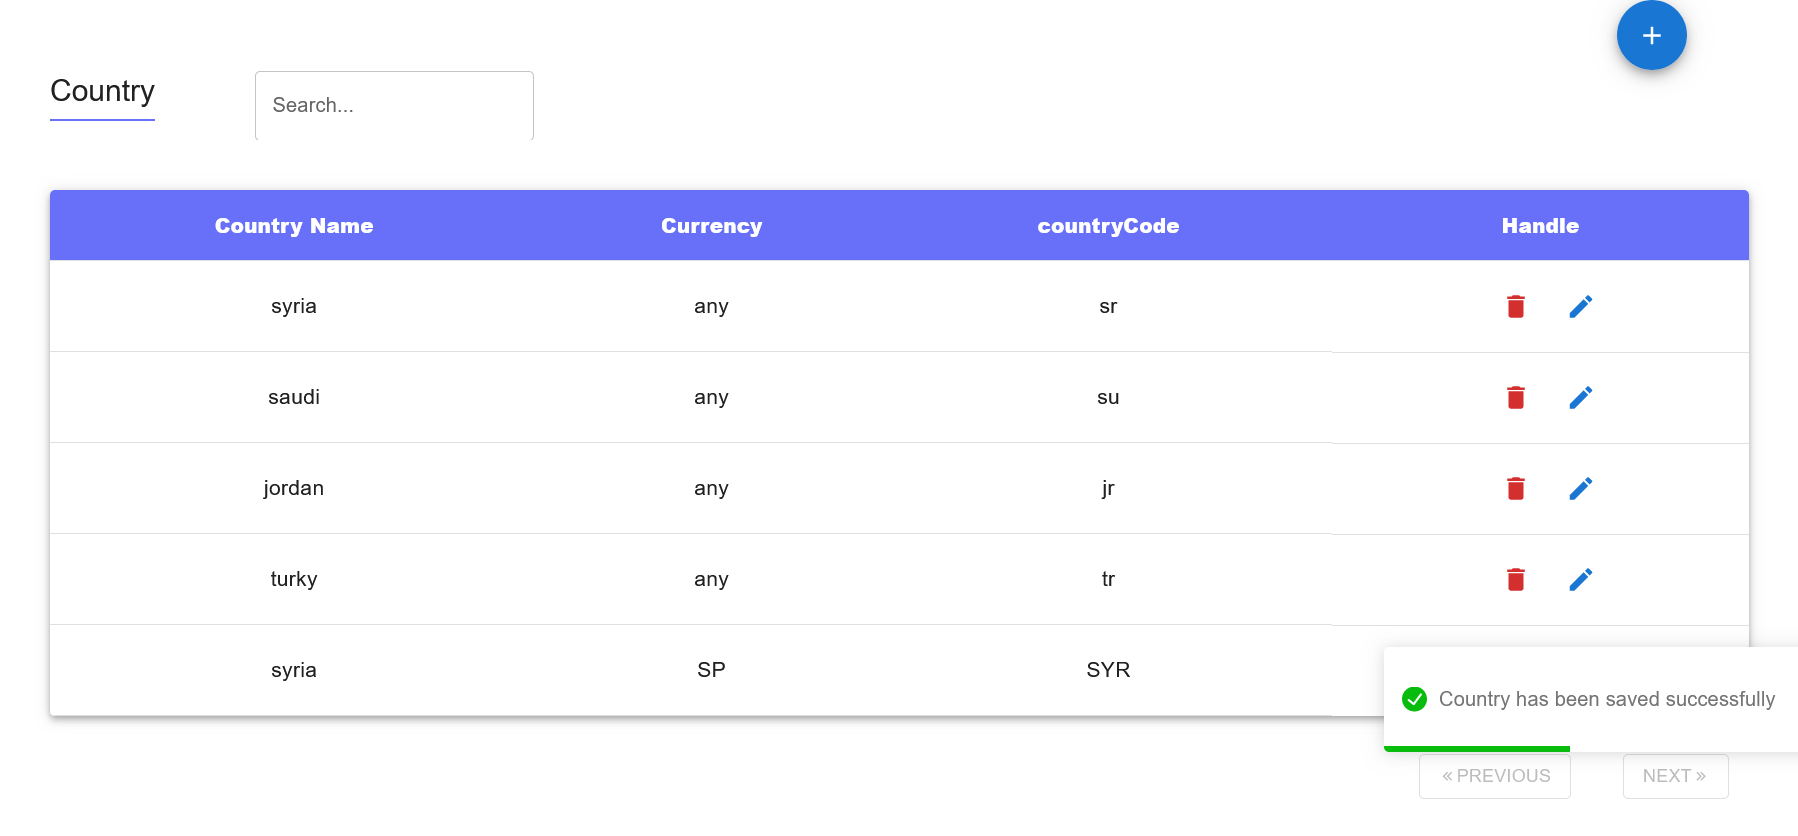 +
Country
Search...
Country Name Currency countryCode Handle
syria any sr
saudi any su
jordan any jr
turky any tr
syria SP SYR
Country has been saved successfully
« PREVIOUS NEXT »